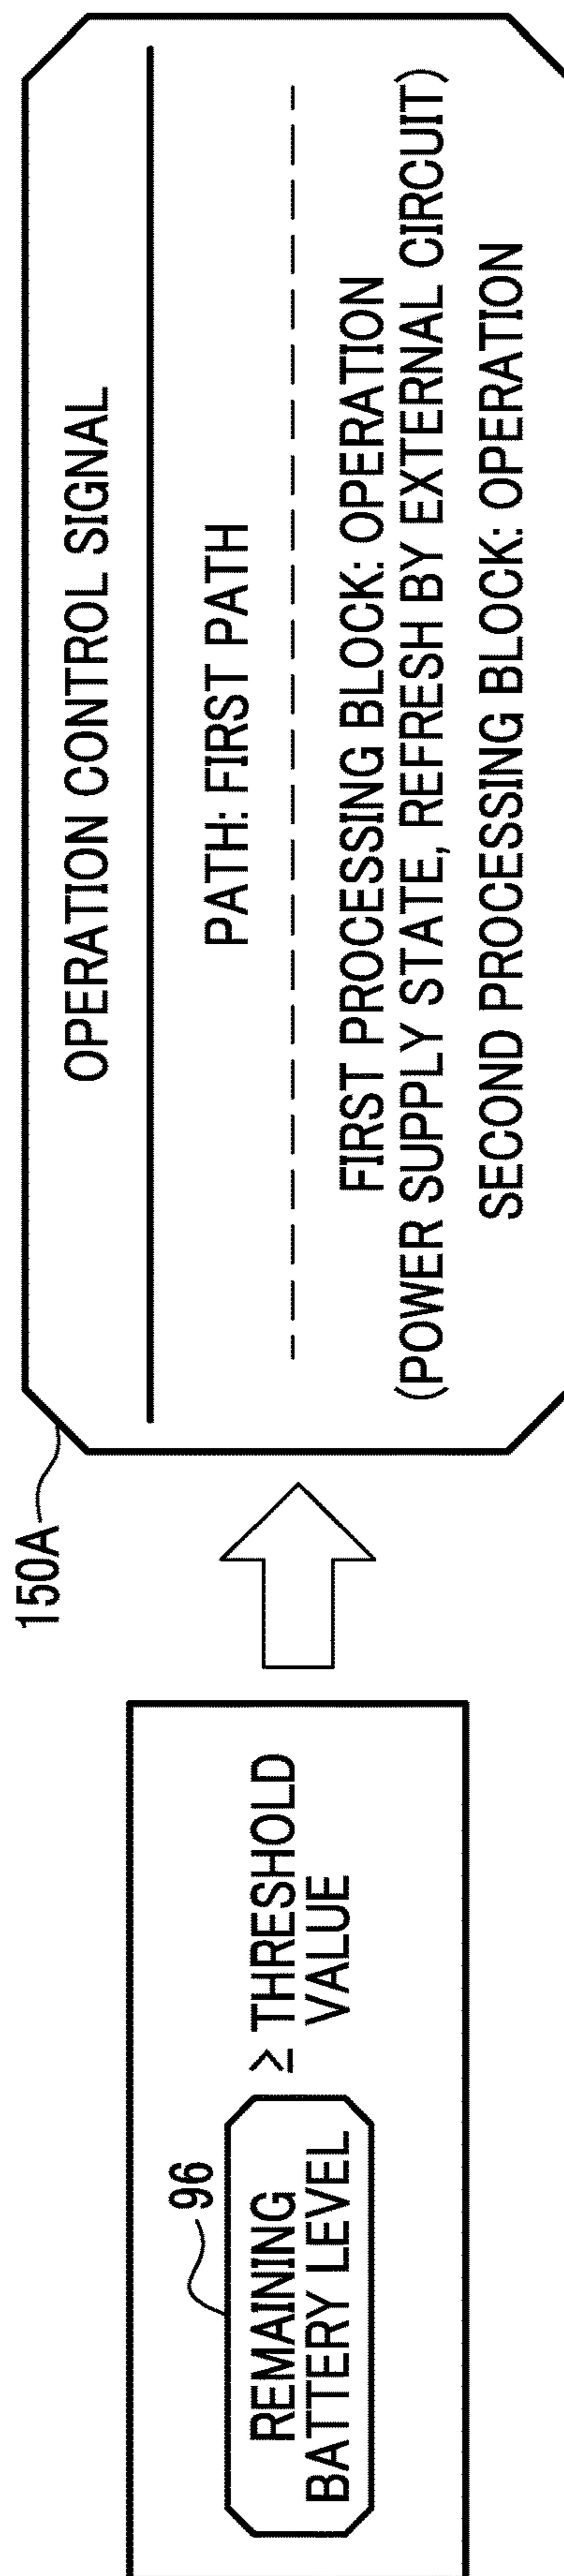 96
REMAINING
BATTERY LEVEL
≥ THRESHOLD
VALUE
150A
OPERATION CONTROL SIGNAL
PATH: FIRST PATH
FIRST PROCESSING BLOCK: OPERATION
(POWER SUPPLY STATE, REFRESH BY EXTERNAL CIRCUIT)
SECOND PROCESSING BLOCK: OPERATION